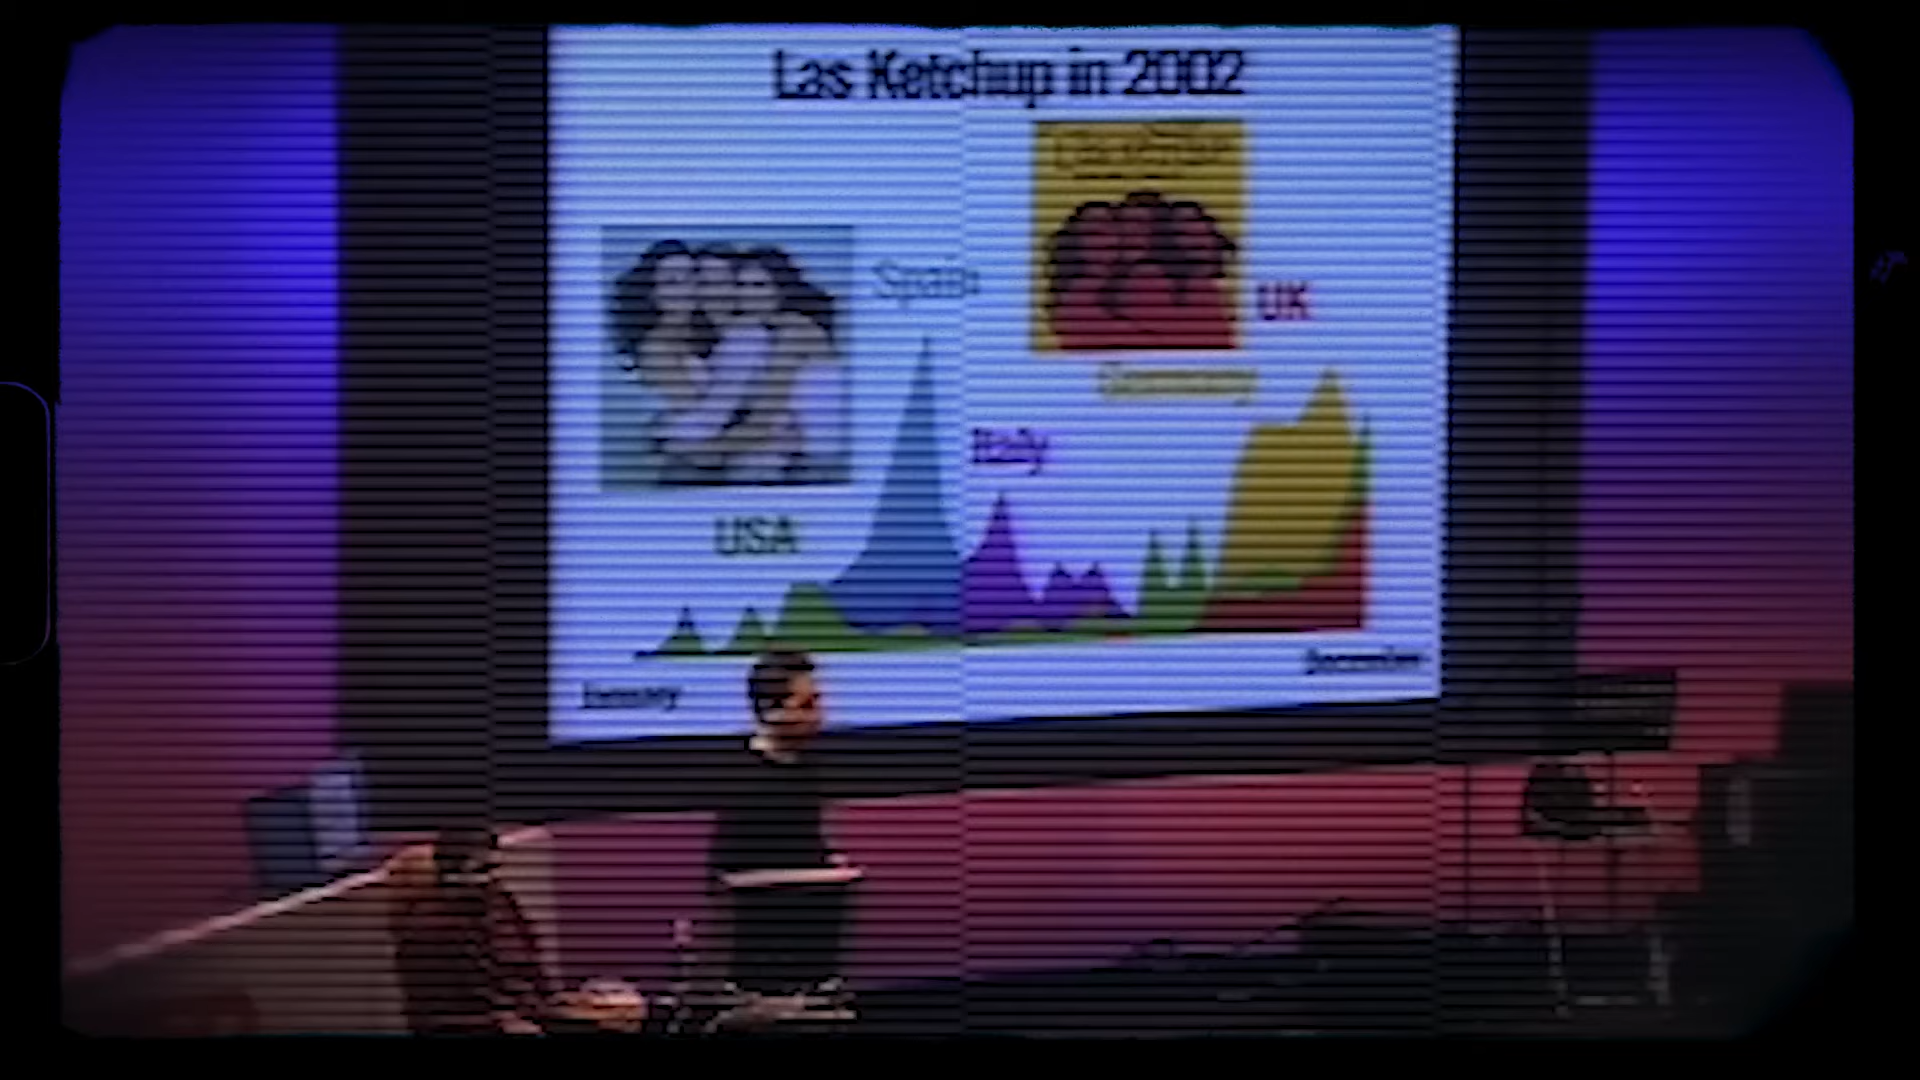 Las Ketchup in 2002
Spain
UK
Germany
Italy
USA
December
January